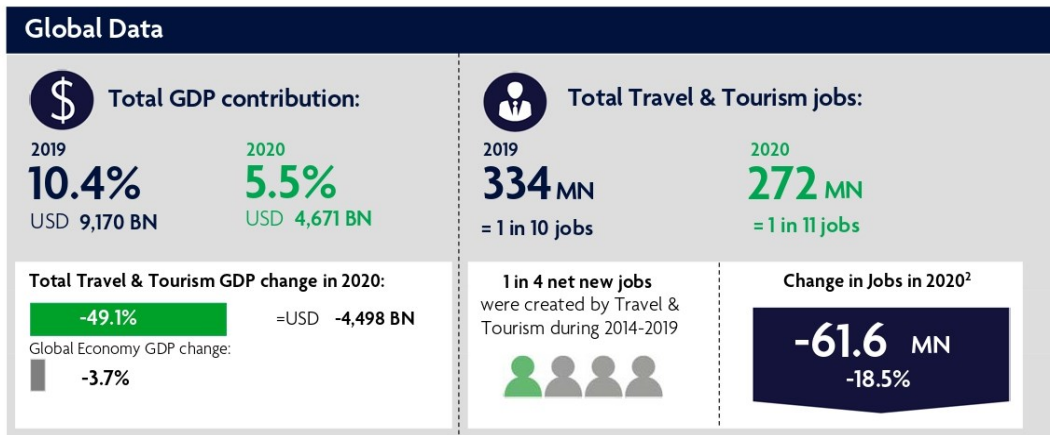 Global Data
$
Total GDP contribution:
2019
10.4%
USD 9,170 BN
2020
5.5%
USD 4,671 BN
Total Travel & Tourism GDP change in 2020:
-49.1%
=USD -4,498 BN
Global Economy GDP change:
-3.7%
Total Travel & Tourism jobs:
2019
334 MN
= 1 in 10 jobs
2020
272 MN
= 1 in 11 jobs
1 in 4 net new jobs
were created by Travel &
Tourism during 2014-2019
Change in Jobs in 2020²
-61.6 MN
-18.5%